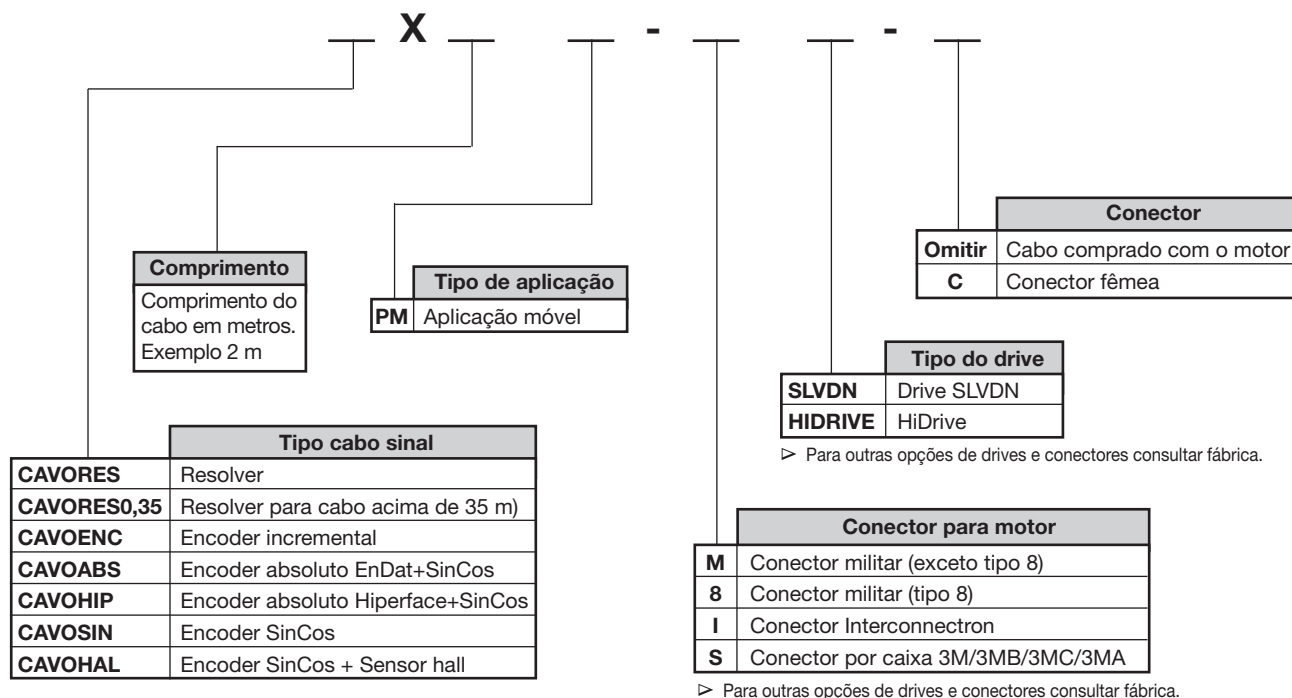 X - -
Conector
Omitir Cabo comprado com o motor
C Conector fêmea
Comprimento
Comprimento do
cabo em metros.
Exemplo 2 m
Tipo de aplicação
PM Aplicação móvel
Tipo do drive
SLVDN Drive SLVDN
HIDRIVE HiDrive
⊳ Para outras opções de drives e conectores consultar fábrica.
Tipo cabo sinal
CAVORES Resolver
CAVORES0,35 Resolver para cabo acima de 35 m)
CAVOENC Encoder incremental
CAVOABS Encoder absoluto EnDat+SinCos
CAVOHIP Encoder absoluto Hiperface+SinCos
CAVOSIN Encoder SinCos
CAVOHAL Encoder SinCos + Sensor hall
Conector para motor
M Conector militar (exceto tipo 8)
8 Conector militar (tipo 8)
I Conector Interconnectron
S Conector por caixa 3M/3MB/3MC/3MA
⊳ Para outras opções de drives e conectores consultar fábrica.